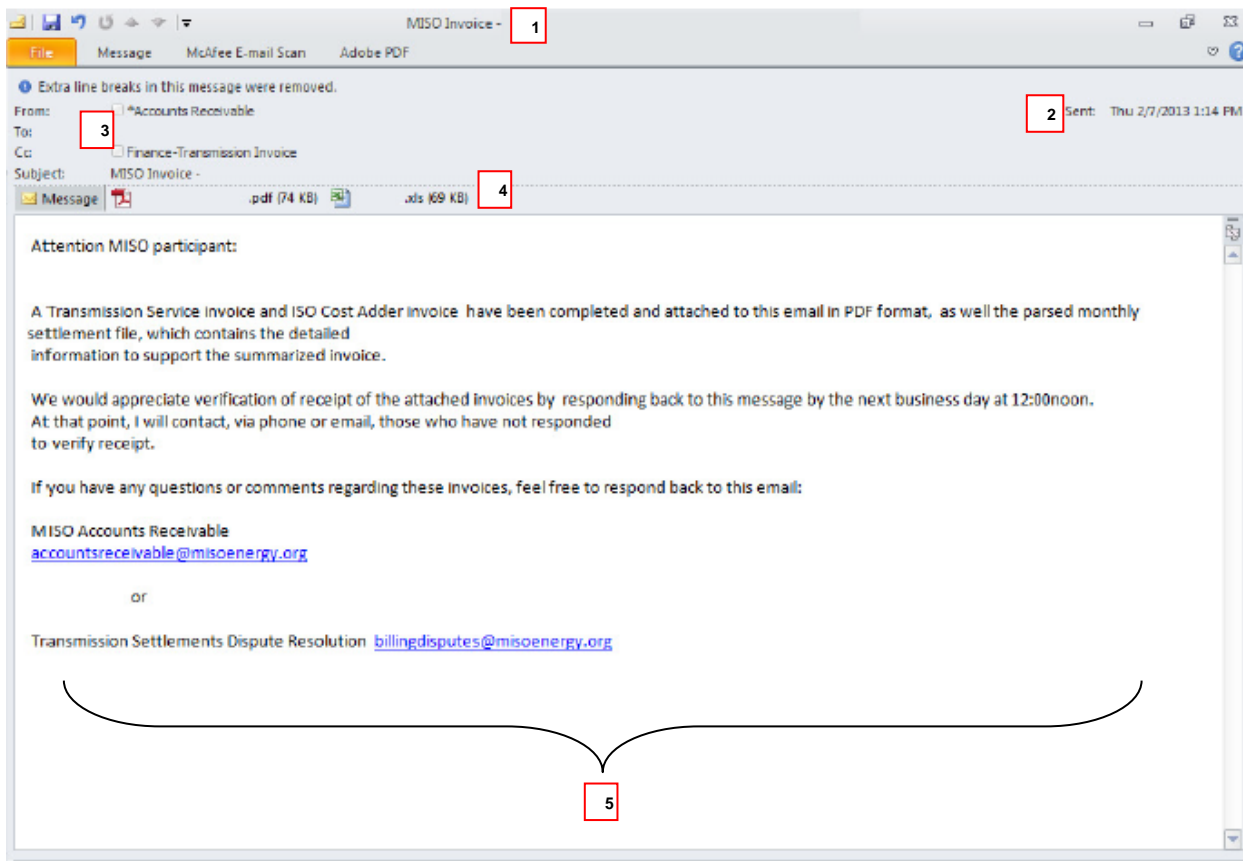 MISO Invoice - 1
File Message McAfee E-mail Scan Adobe PDF
Extra line breaks in this message were removed.
From: *Accounts Receivable 2 Sent: Thu 2/7/2013 1:14 PM
To: 3
Cc: Finance-Transmission Invoice
Subject: MISO Invoice -
Message .pdf (74 KB) .xls (69 KB) 4
Attention MISO participant:
A Transmission Service invoice and ISO Cost Adder invoice have been completed and attached to this email in PDF format, as well the parsed monthly
settlement file, which contains the detailed
information to support the summarized invoice.
We would appreciate verification of receipt of the attached invoices by responding back to this message by the next business day at 12:00noon.
At that point, I will contact, via phone or email, those who have not responded
to verify receipt.
If you have any questions or comments regarding these invoices, feel free to respond back to this email:
MISO Accounts Receivable
accountsreceivable@misoenergy.org
or
Transmission Settlements Dispute Resolution billingdisputes@misoenergy.org
5